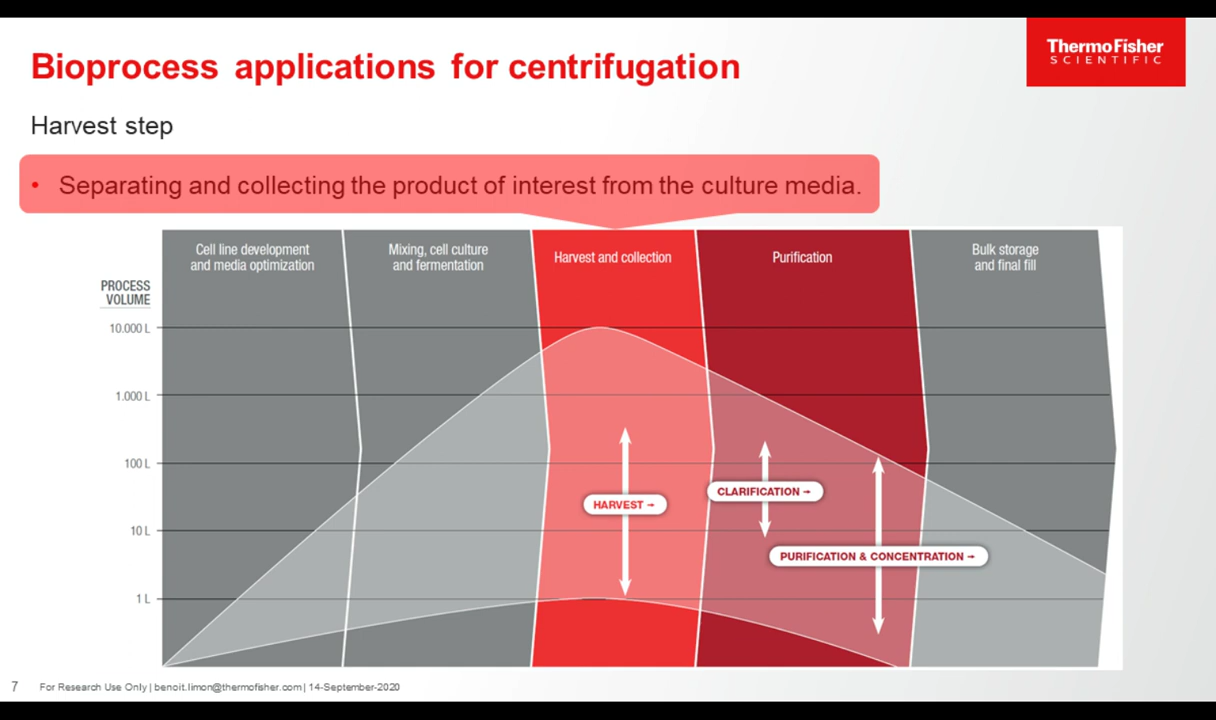 Bioprocess applications for centrifugation
ThermoFisher
SCIENTIFIC
Harvest step
• Separating and collecting the product of interest from the culture media.
Cell line development
and media optimization
Mixing, cell culture
and fermentation
Harvest and collection
Purification
Bulk storage
and final fill
PROCESS
VOLUME
10.000 L
1.000 L
100 L
10 L
1 L
HARVEST →
CLARIFICATION →
PURIFICATION & CONCENTRATION →
7 For Research Use Only | benoit.limon@thermofisher.com | 14-September-2020